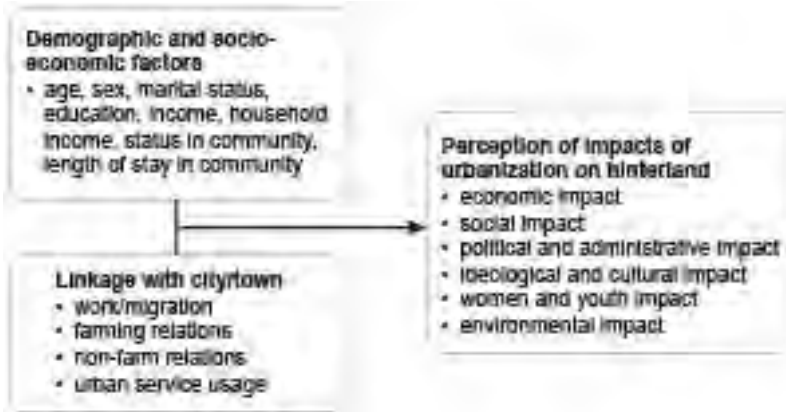 Demographic and socio-
economic factors
• age, sex, marital status,
education, income, household
income, status in community,
length of stay in community
Linkage with city/town
• work/migration
• farming relations
• non-farm relations
• urban service usage
Perception of impacts of
urbanization on hinterland
• economic impact
• social impact
• political and administrative impact
• ideological and cultural impact
• women and youth impact
• environmental impact